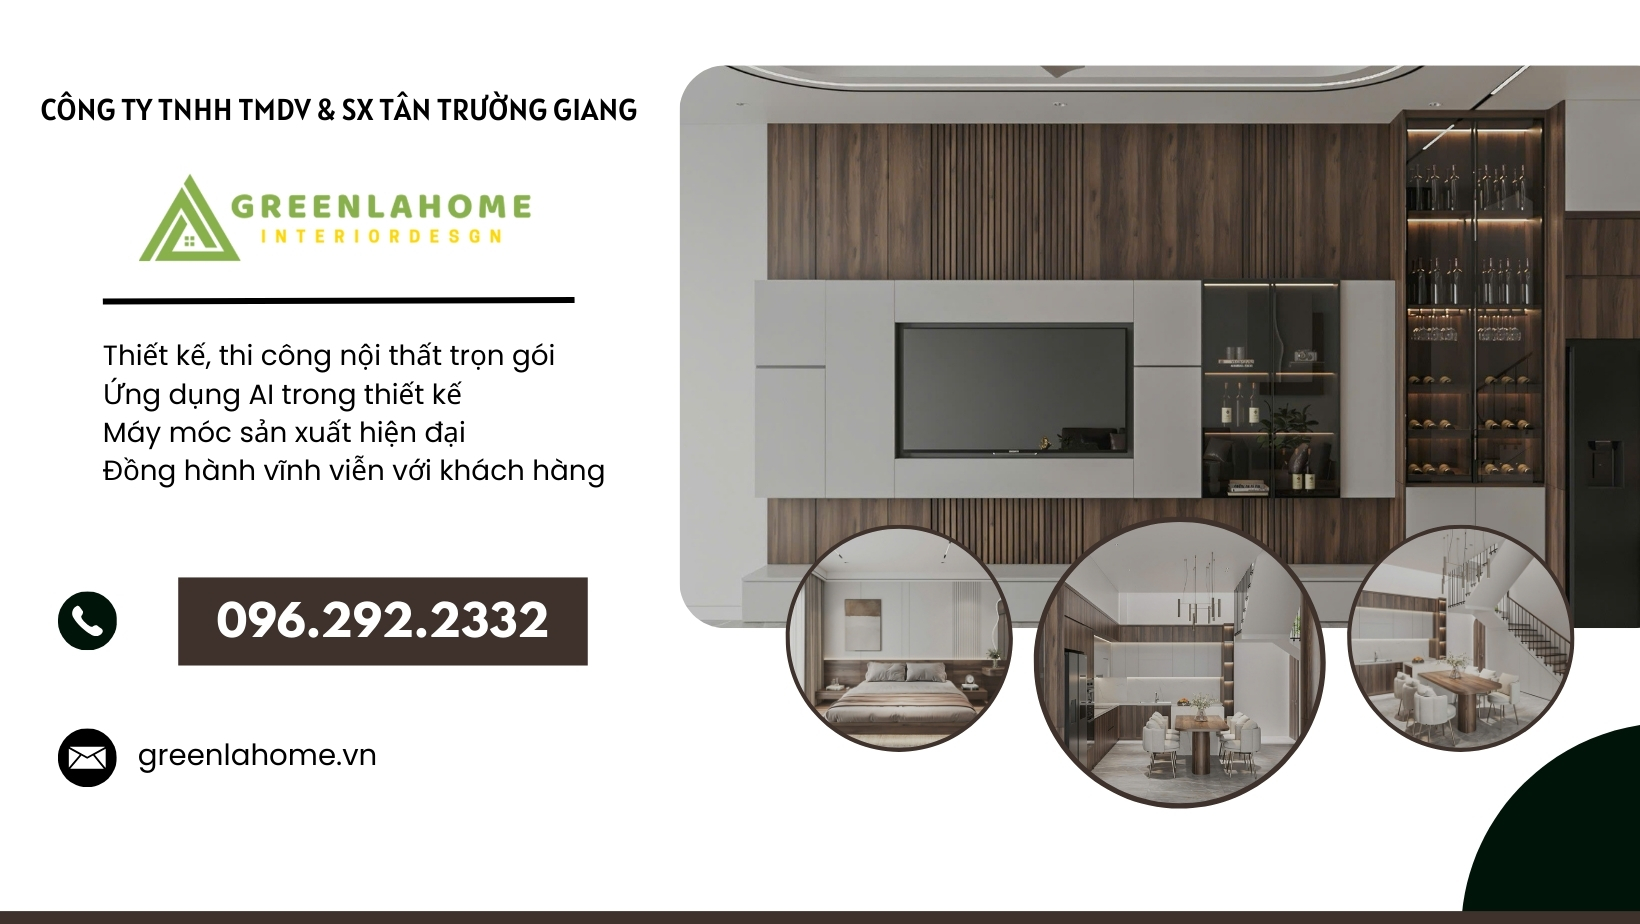 CÔNG TY TNHH TMDV & SX TÂN TRƯỜNG GIANG
GREENLAHOME
INTERIORDESGN
Thiết kế, thi công nội thất trọn gói
Ứng dụng AI trong thiết kế
Máy móc sản xuất hiện đại
Đồng hành vĩnh viễn với khách hàng
096.292.2332
greenlahome.vn